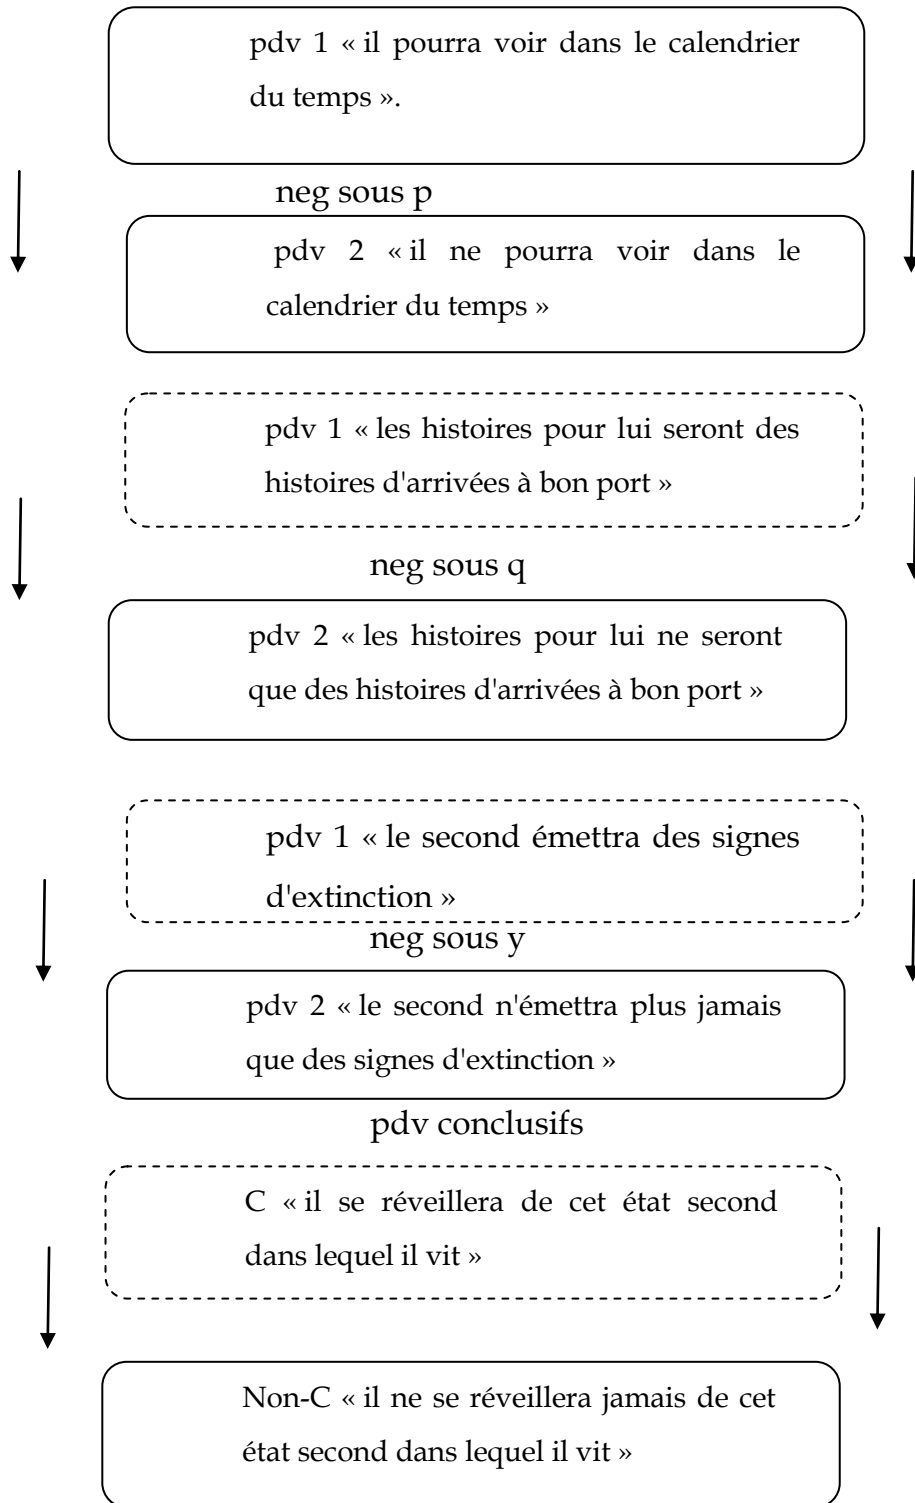 pdv 1 « il pourra voir dans le calendrier
du temps ».
neg sous p
pdv 2 « il ne pourra voir dans le
calendrier du temps »
pdv 1 « les histoires pour lui seront des
histoires d'arrivées à bon port »
neg sous q
pdv 2 « les histoires pour lui ne seront
que des histoires d'arrivées à bon port »
pdv 1 « le second émettra des signes
d'extinction »
neg sous y
pdv 2 « le second n'émettra plus jamais
que des signes d'extinction »
pdv conclusifs
C « il se réveillera de cet état second
dans lequel il vit »
Non-C « il ne se réveillera jamais de cet
état second dans lequel il vit »